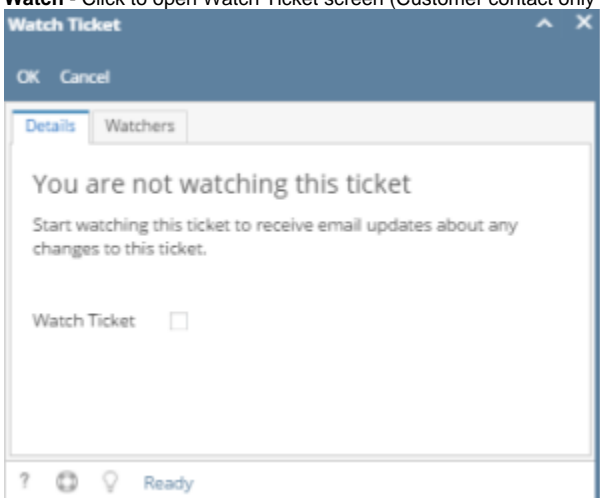 Watch - Click to open Watch Ticket screen (Customer contact only
Watch Ticket
OK Cancel
Details Watchers
You are not watching this ticket
Start watching this ticket to receive email updates about any
changes to this ticket.
Watch Ticket
? Ready